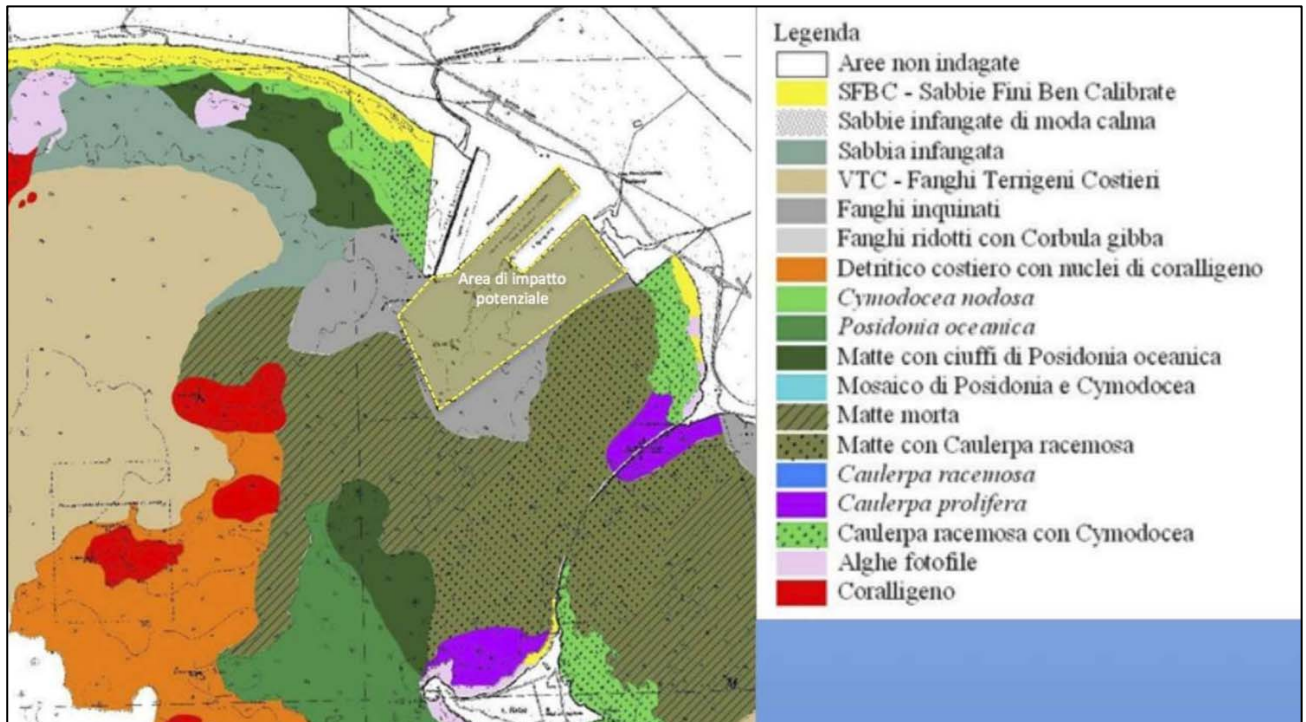 Legenda
Aree non indagate
SFBC - Sabbie Fini Ben Calibrate
Sabbie infangate di moda calma
Sabbia infangata
VTC - Fanghi Terrigeni Costieri
Fanghi inquinati
Fanghi ridotti con Corbula gibba
Detritico costiero con nuclei di coralligeno
Cymodocea nodosa
Posidonia oceanica
Matte con ciuffi di Posidonia oceanica
Mosaico di Posidonia e Cymodocea
Matte morta
Matte con Caulerpa racemosa
Caulerpa racemosa
Caulerpa prolifera
Caulerpa racemosa con Cymodocea
Alghe fotofile
Coralligeno
Area di impatto
potenziale